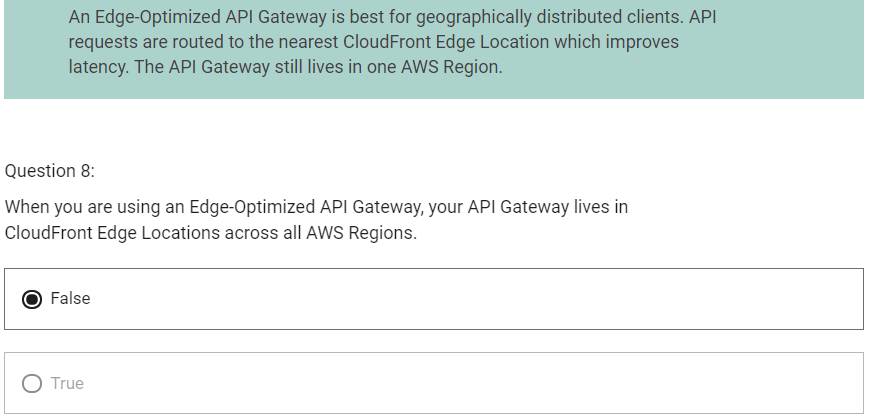 An Edge-Optimized API Gateway is best for geographically distributed clients. API
requests are routed to the nearest CloudFront Edge Location which improves
latency. The API Gateway still lives in one AWS Region.
Question 8:
When you are using an Edge-Optimized API Gateway, your API Gateway lives in
CloudFront Edge Locations across all AWS Regions.
False
True